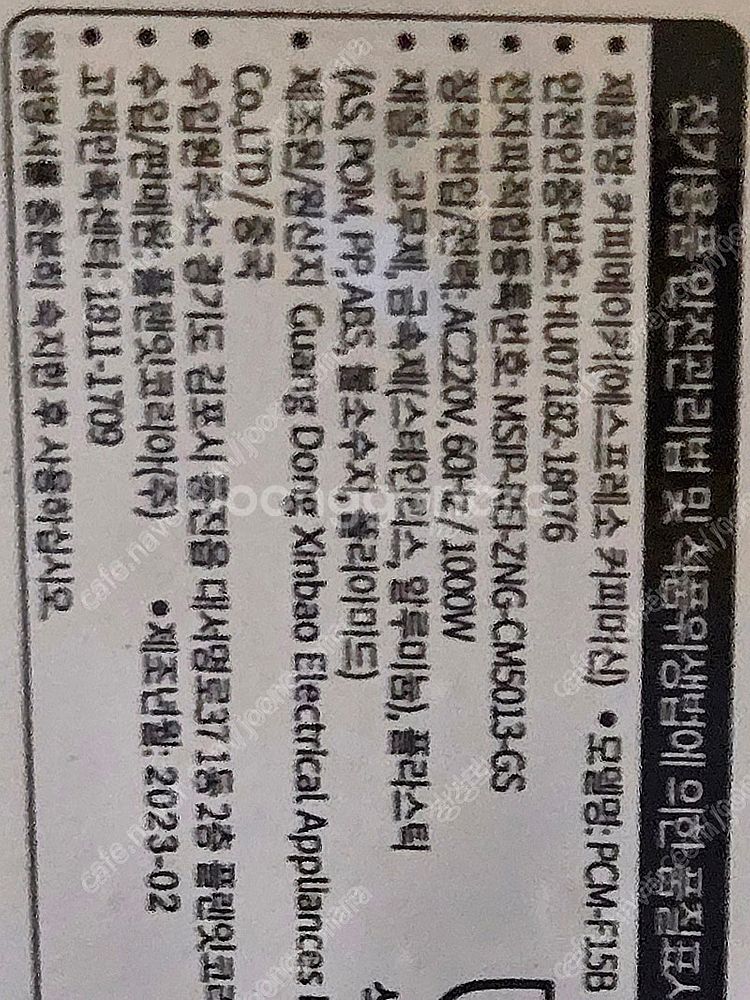 전기용품 안전관리법 및 식품위생법에 의한 품질표시
• 제품명: 커피메이커(에스프레소 커피머신) • 모델명: PCM-F15B
• 안전인증번호: HU07182-18076
• 전자파적합등록번호: MSIP-REI-ZNG-CM5013-GS
• 정격전압/전력: AC220V, 60Hz / 1000W
• 재질: 고무제, 금속제(스테인리스, 알루미늄), 플라스틱
(AS, POM, PP, ABS, 불소수지, 폴리아미드)
• 제조원/원산지 Guang Dong Xinbao Electrical Appliances
Co,.LTD / 중국
• 수입원주소: 경기도 김포시 통진읍 대서명로37 1동 2층 플랜잇코리
• 수입/판매원: 플랜잇코리아(주) • 제조년월: 2023-02
• 고객만족센터: 1811-1709
※설명서를 충분히 숙지한 후 사용하십시오
joonggonara
cafe.naver.com/joonggonara